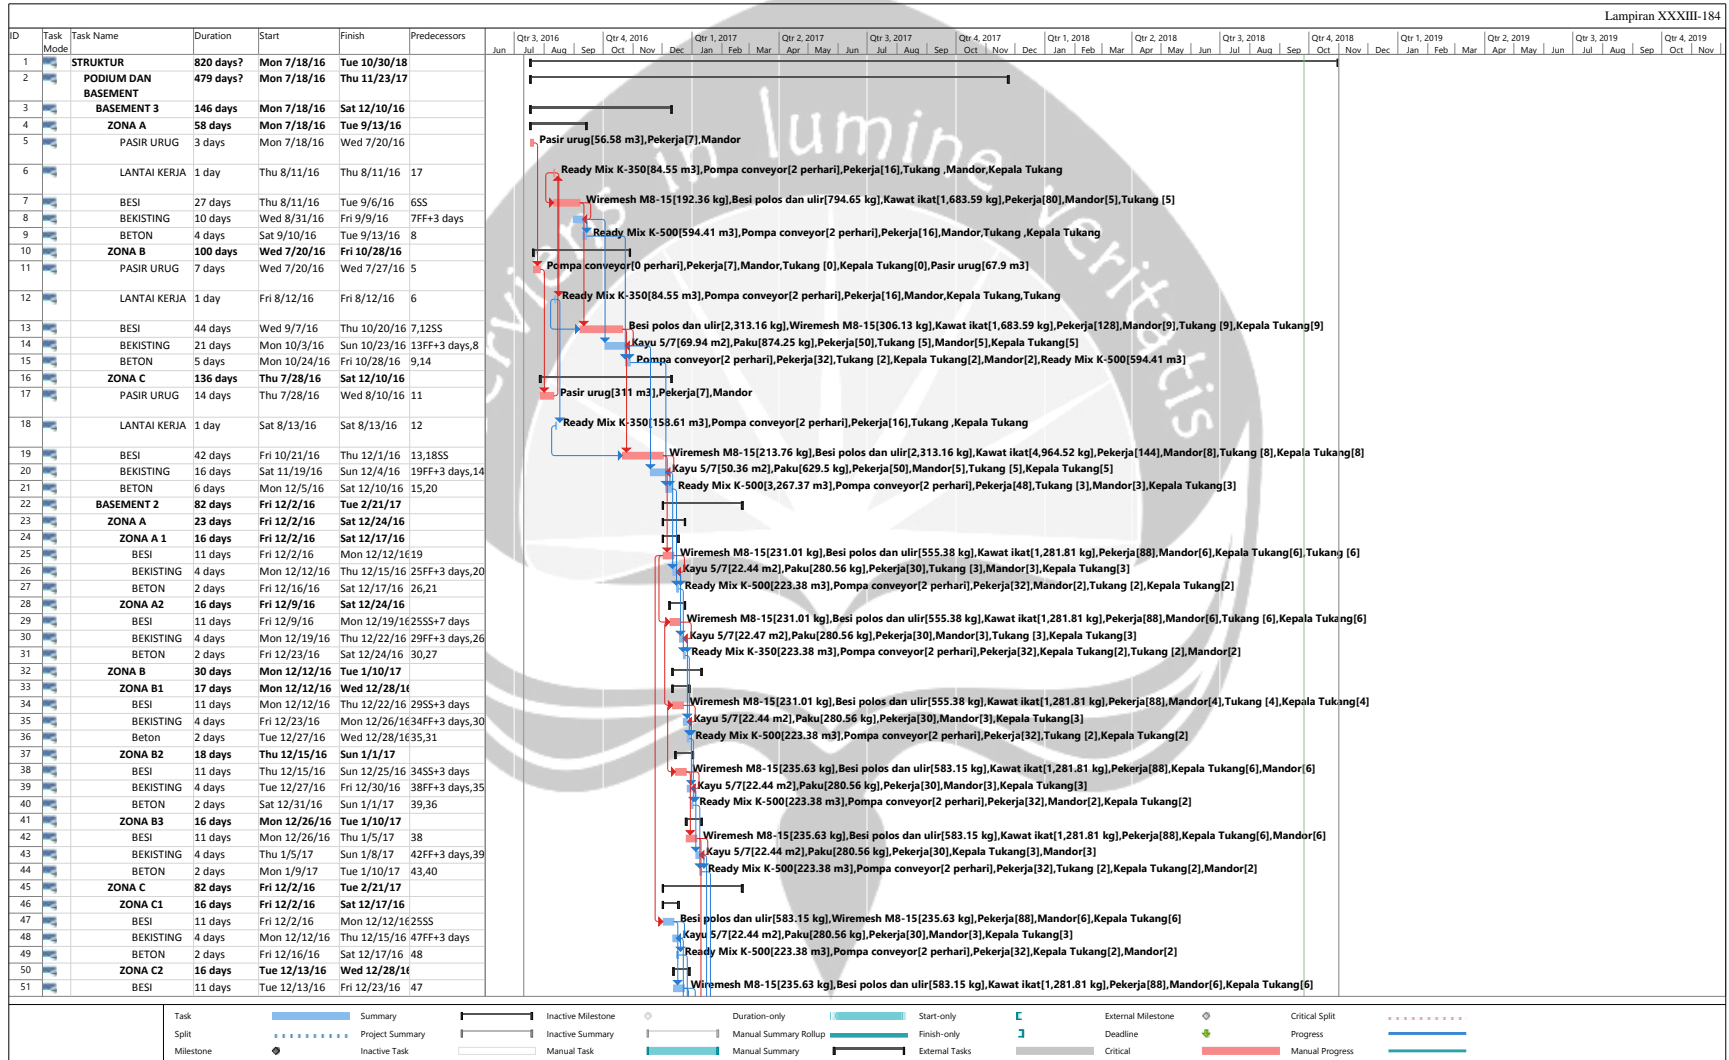 Lampiran XXXIII-184
ID Task Mode Task Name Duration Start Finish Predecessors
Qtr 3, 2016 Qtr 4, 2016 Qtr 1, 2017 Qtr 2, 2017 Qtr 3, 2017 Qtr 4, 2017 Qtr 1, 2018 Qtr 2, 2018 Qtr 3, 2018 Qtr 4, 2018 Qtr 1, 2019 Qtr 2, 2019 Qtr 3, 2019 Qtr 4, 2019
Jun Jul Aug Sep Oct Nov Dec Jan Feb Mar Apr May Jun Jul Aug Sep Oct Nov Dec Jan Feb Mar Apr May Jun Jul Aug Sep Oct Nov Dec Jan Feb Mar Apr May Jun Jul Aug Sep Oct Nov
1 STRUKTUR 820 days? Mon 7/18/16 Tue 10/30/18
2 PODIUM DAN BASEMENT 479 days? Mon 7/18/16 Thu 11/23/17
3 BASEMENT 3 146 days Mon 7/18/16 Sat 12/10/16
4 ZONA A 58 days Mon 7/18/16 Tue 9/13/16
5 PASIR URUG 3 days Mon 7/18/16 Wed 7/20/16 Pasir urug[56.58 m3],Pekerja[7],Mandor
6 LANTAI KERJA 1 day Thu 8/11/16 Thu 8/11/16 17 Ready Mix K-350[84.55 m3],Pompa conveyor[2 perhari],Pekerja[16],Tukang ,Mandor,Kepala Tukang
7 BESI 27 days Thu 8/11/16 Tue 9/6/16 6SS Wiremesh M8-15[192.36 kg],Besi polos dan ulir[794.65 kg],Kawat ikat[1,683.59 kg],Pekerja[80],Mandor[5],Tukang [5]
8 BEKISTING 10 days Wed 8/31/16 Fri 9/9/16 7FF+3 days
9 BETON 4 days Sat 9/10/16 Tue 9/13/16 8 Ready Mix K-500[594.41 m3],Pompa conveyor[2 perhari],Pekerja[16],Mandor,Tukang ,Kepala Tukang
10 ZONA B 100 days Wed 7/20/16 Fri 10/28/16
11 PASIR URUG 7 days Wed 7/20/16 Wed 7/27/16 5 Pompa conveyor[0 perhari],Pekerja[7],Mandor,Tukang [0],Kepala Tukang[0],Pasir urug[67.9 m3]
12 LANTAI KERJA 1 day Fri 8/12/16 Fri 8/12/16 6 Ready Mix K-350[84.55 m3],Pompa conveyor[2 perhari],Pekerja[16],Mandor,Kepala Tukang,Tukang
13 BESI 44 days Wed 9/7/16 Thu 10/20/16 7,12SS Besi polos dan ulir[2,313.16 kg],Wiremesh M8-15[306.13 kg],Kawat ikat[1,683.59 kg],Pekerja[128],Mandor[9],Tukang [9],Kepala Tukang[9]
14 BEKISTING 21 days Mon 10/3/16 Sun 10/23/16 13FF+3 days,8 Kayu 5/7[69.94 m2],Paku[874.25 kg],Pekerja[50],Tukang [5],Mandor[5],Kepala Tukang[5]
15 BETON 5 days Mon 10/24/16 Fri 10/28/16 9,14 Pompa conveyor[2 perhari],Pekerja[32],Tukang [2],Kepala Tukang[2],Mandor[2],Ready Mix K-500[594.41 m3]
16 ZONA C 136 days Thu 7/28/16 Sat 12/10/16
17 PASIR URUG 14 days Thu 7/28/16 Wed 8/10/16 11 Pasir urug[311 m3],Pekerja[7],Mandor
18 LANTAI KERJA 1 day Sat 8/13/16 Sat 8/13/16 12 Ready Mix K-350[158.61 m3],Pompa conveyor[2 perhari],Pekerja[16],Tukang ,Kepala Tukang
19 BESI 42 days Fri 10/21/16 Thu 12/1/16 13,18SS Wiremesh M8-15[213.76 kg],Besi polos dan ulir[2,313.16 kg],Kawat ikat[4,964.52 kg],Pekerja[144],Mandor[8],Tukang [8],Kepala Tukang[8]
20 BEKISTING 16 days Sat 11/19/16 Sun 12/4/16 19FF+3 days,14 Kayu 5/7[50.36 m2],Paku[629.5 kg],Pekerja[50],Mandor[5],Tukang [5],Kepala Tukang[5]
21 BETON 6 days Mon 12/5/16 Sat 12/10/16 15,20 Ready Mix K-500[3,267.37 m3],Pompa conveyor[2 perhari],Pekerja[48],Tukang [3],Mandor[3],Kepala Tukang[3]
22 BASEMENT 2 82 days Fri 12/2/16 Tue 2/21/17
23 ZONA A 23 days Fri 12/2/16 Sat 12/24/16
24 ZONA A 1 16 days Fri 12/2/16 Sat 12/17/16
25 BESI 11 days Fri 12/2/16 Mon 12/12/16 19 Wiremesh M8-15[231.01 kg],Besi polos dan ulir[555.38 kg],Kawat ikat[1,281.81 kg],Pekerja[88],Mandor[6],Kepala Tukang[6],Tukang [6]
26 BEKISTING 4 days Mon 12/12/16 Thu 12/15/16 25FF+3 days,20 Kayu 5/7[22.44 m2],Paku[280.56 kg],Pekerja[30],Tukang [3],Mandor[3],Kepala Tukang[3]
27 BETON 2 days Fri 12/16/16 Sat 12/17/16 26,21 Ready Mix K-500[223.38 m3],Pompa conveyor[2 perhari],Pekerja[32],Mandor[2],Tukang [2],Kepala Tukang[2]
28 ZONA A2 16 days Fri 12/9/16 Sat 12/24/16
29 BESI 11 days Fri 12/9/16 Mon 12/19/16 25SS+7 days Wiremesh M8-15[231.01 kg],Besi polos dan ulir[555.38 kg],Kawat ikat[1,281.81 kg],Pekerja[88],Mandor[6],Tukang [6],Kepala Tukang[6]
30 BEKISTING 4 days Mon 12/19/16 Thu 12/22/16 29FF+3 days,26 Kayu 5/7[22.47 m2],Paku[280.56 kg],Pekerja[30],Mandor[3],Tukang [3],Kepala Tukang[3]
31 BETON 2 days Fri 12/23/16 Sat 12/24/16 30,27 Ready Mix K-350[223.38 m3],Pompa conveyor[2 perhari],Pekerja[32],Kepala Tukang[2],Tukang [2],Mandor[2]
32 ZONA B 30 days Mon 12/12/16 Tue 1/10/17
33 ZONA B1 17 days Mon 12/12/16 Wed 12/28/16
34 BESI 11 days Mon 12/12/16 Thu 12/22/16 29SS+3 days Wiremesh M8-15[231.01 kg],Besi polos dan ulir[555.38 kg],Kawat ikat[1,281.81 kg],Pekerja[88],Mandor[4],Tukang [4],Kepala Tukang[4]
35 BEKISTING 4 days Fri 12/23/16 Mon 12/26/16 34FF+3 days,30 Kayu 5/7[22.44 m2],Paku[280.56 kg],Pekerja[30],Mandor[3],Kepala Tukang[3]
36 Beton 2 days Tue 12/27/16 Wed 12/28/16 35,31 Ready Mix K-500[223.38 m3],Pompa conveyor[2 perhari],Pekerja[32],Tukang [2],Kepala Tukang[2]
37 ZONA B2 18 days Thu 12/15/16 Sun 1/1/17
38 BESI 11 days Thu 12/15/16 Sun 12/25/16 34SS+3 days Wiremesh M8-15[235.63 kg],Besi polos dan ulir[583.15 kg],Kawat ikat[1,281.81 kg],Pekerja[88],Kepala Tukang[6],Mandor[6]
39 BEKISTING 4 days Tue 12/27/16 Fri 12/30/16 38FF+3 days,35 Kayu 5/7[22.44 m2],Paku[280.56 kg],Pekerja[30],Mandor[3],Kepala Tukang[3]
40 BETON 2 days Sat 12/31/16 Sun 1/1/17 39,36 Ready Mix K-500[223.38 m3],Pompa conveyor[2 perhari],Pekerja[32],Mandor[2],Kepala Tukang[2]
41 ZONA B3 16 days Mon 12/26/16 Tue 1/10/17
42 BESI 11 days Mon 12/26/16 Thu 1/5/17 38 Wiremesh M8-15[235.63 kg],Besi polos dan ulir[583.15 kg],Kawat ikat[1,281.81 kg],Pekerja[88],Kepala Tukang[6],Mandor[6]
43 BEKISTING 4 days Thu 1/5/17 Sun 1/8/17 42FF+3 days,39 Kayu 5/7[22.44 m2],Paku[280.56 kg],Pekerja[30],Kepala Tukang[3],Mandor[3]
44 BETON 2 days Mon 1/9/17 Tue 1/10/17 43,40 Ready Mix K-500[223.38 m3],Pompa conveyor[2 perhari],Pekerja[32],Tukang [2],Kepala Tukang[2],Mandor[2]
45 ZONA C 82 days Fri 12/2/16 Tue 2/21/17
46 ZONA C1 16 days Fri 12/2/16 Sat 12/17/16
47 BESI 11 days Fri 12/2/16 Mon 12/12/16 25SS Besi polos dan ulir[583.15 kg],Wiremesh M8-15[235.63 kg],Pekerja[88],Mandor[6],Kepala Tukang[6]
48 BEKISTING 4 days Mon 12/12/16 Thu 12/15/16 47FF+3 days Kayu 5/7[22.44 m2],Paku[280.56 kg],Pekerja[30],Mandor[3],Kepala Tukang[3]
49 BETON 2 days Fri 12/16/16 Sat 12/17/16 48 Ready Mix K-500[223.38 m3],Pompa conveyor[2 perhari],Pekerja[32],Kepala Tukang[2],Mandor[2]
50 ZONA C2 16 days Tue 12/13/16 Wed 12/28/16
51 BESI 11 days Tue 12/13/16 Fri 12/23/16 47 Wiremesh M8-15[235.63 kg],Besi polos dan ulir[583.15 kg],Kawat ikat[1,281.81 kg],Pekerja[88],Mandor[6],Kepala Tukang[6]
serviens in lumine veritatis
Task Summary Inactive Milestone Duration-only Start-only External Milestone Critical Split
Split Project Summary Inactive Summary Manual Summary Rollup Finish-only Deadline Progress
Milestone Inactive Task Manual Task Manual Summary External Tasks Critical Manual Progress